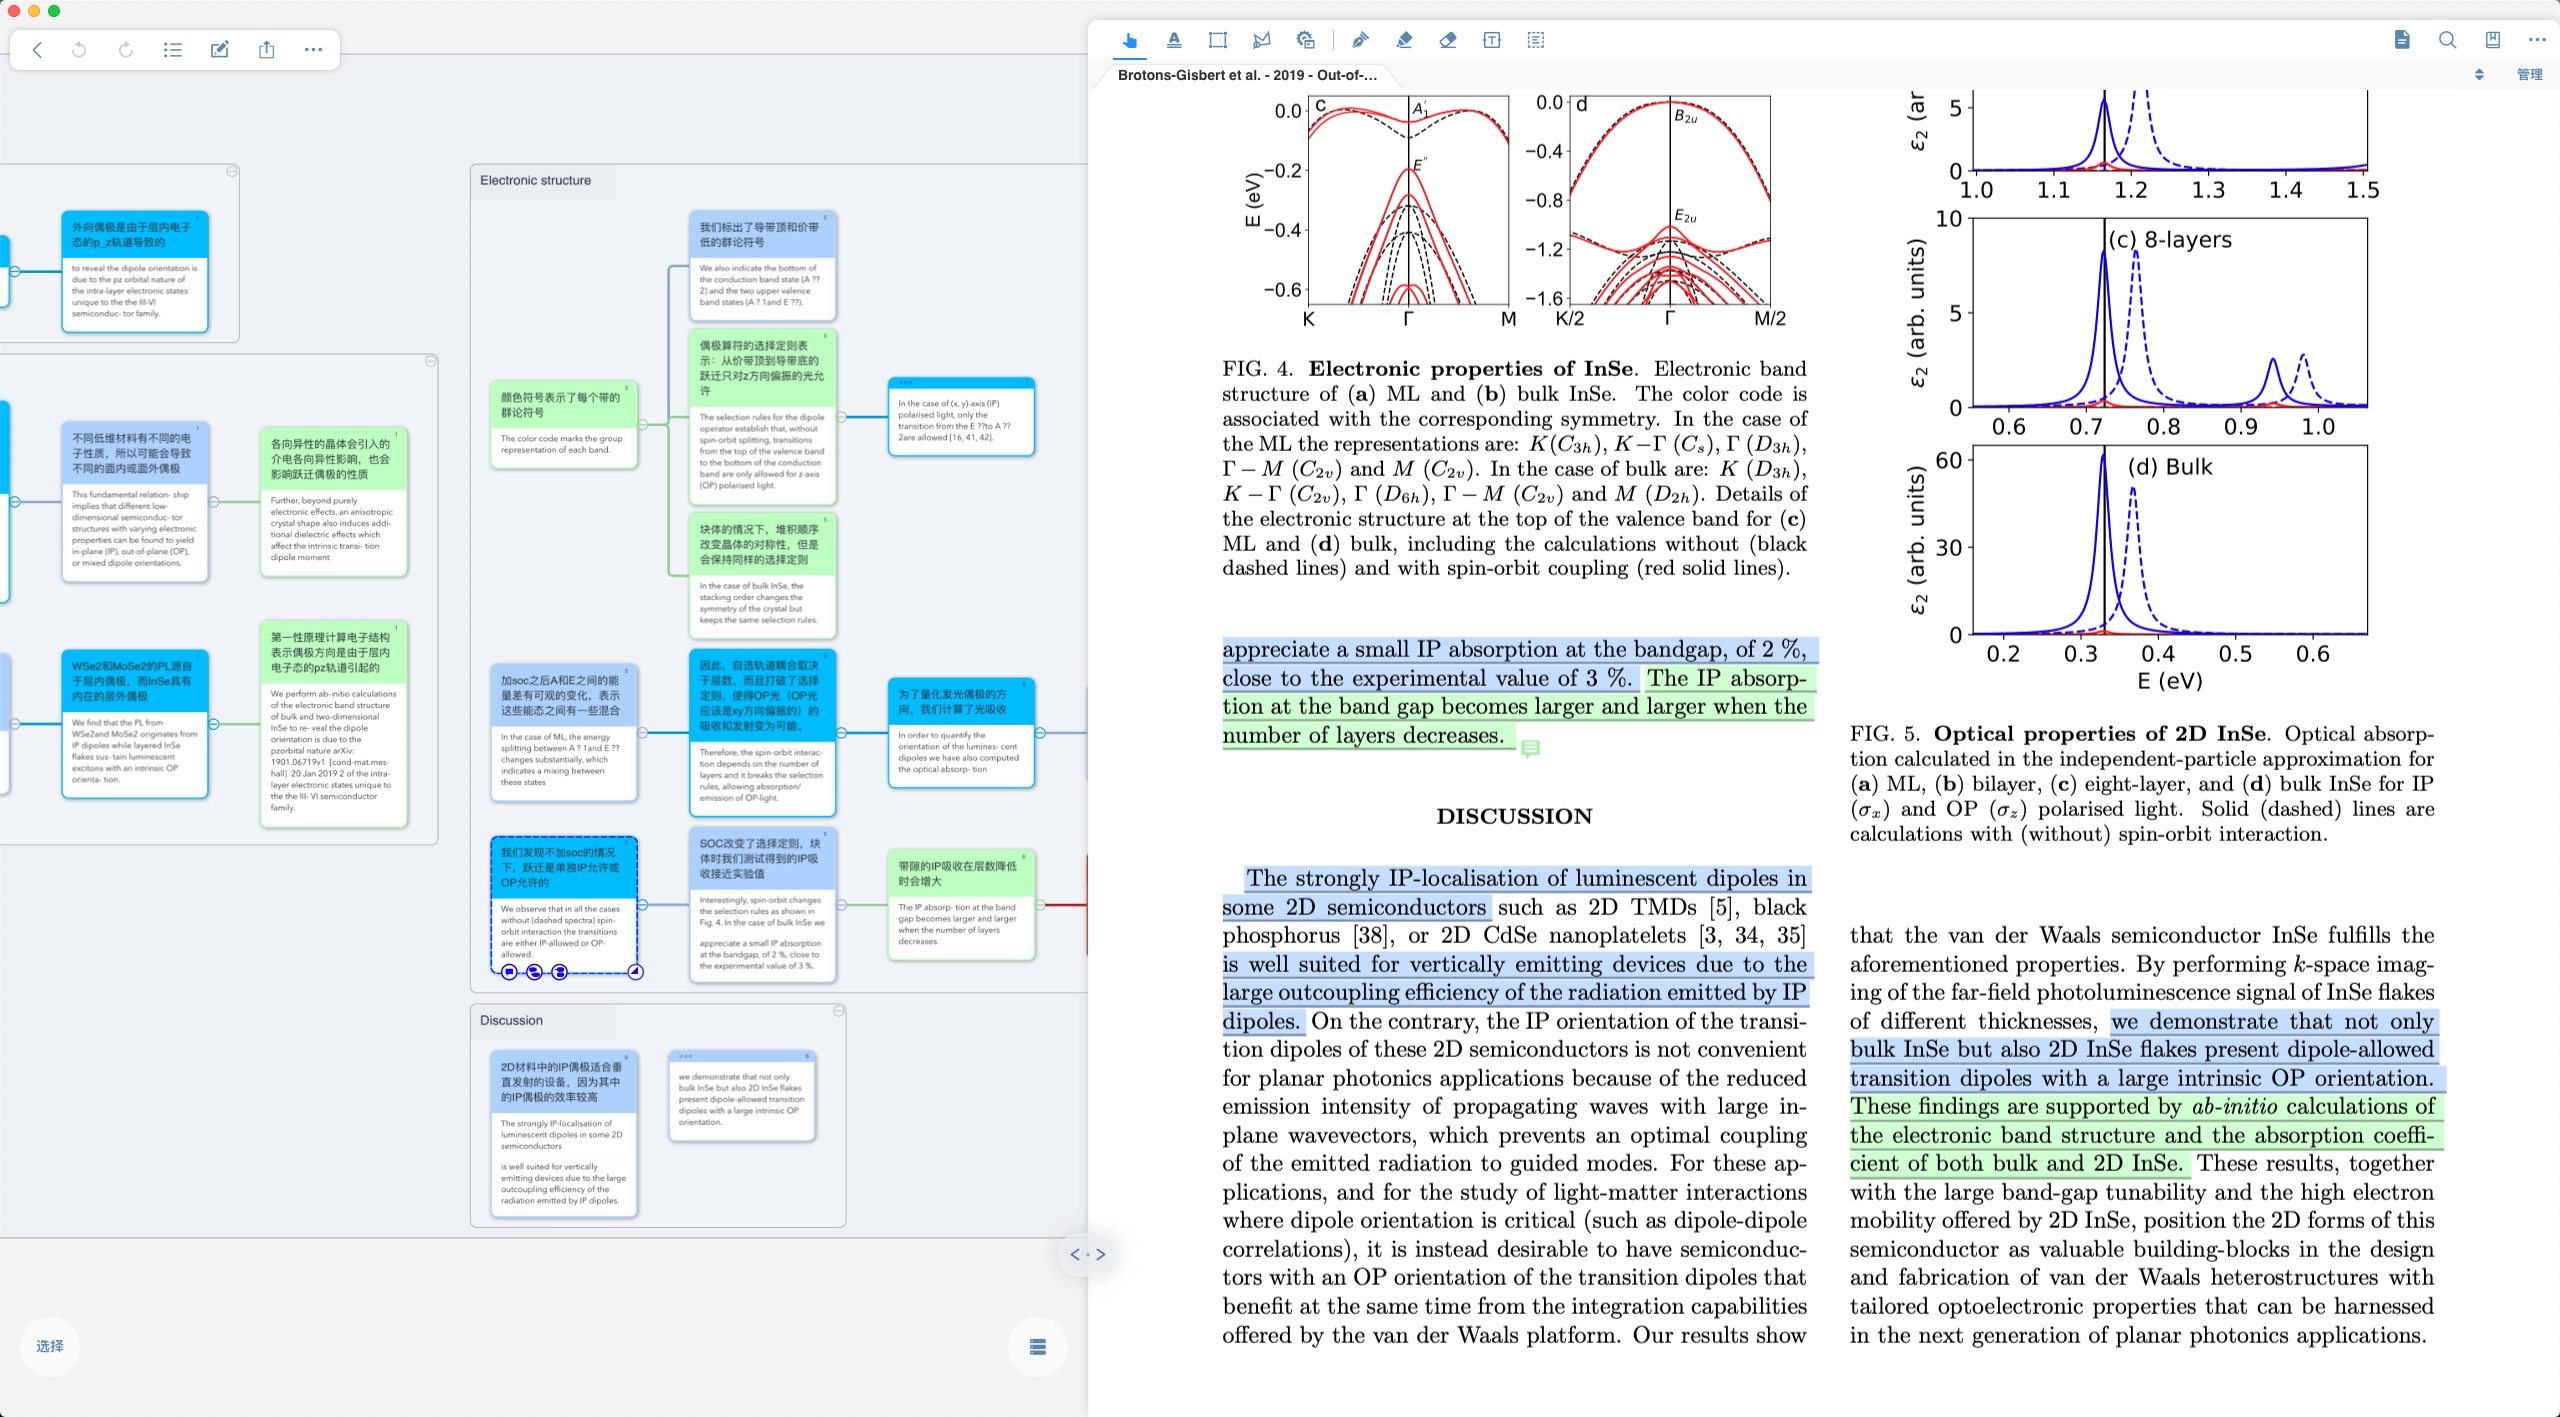 Brotons-Gisbert et al. - 2019 - Out-of-...
管理
外向偶极是由于层内电子
态的p_z轨道导致的
to reveal the dipole orientation is
due to the pz orbital nature of
the intra-layer electronic states
unique to the the III-VI
semiconduc- tor family.
不同低维材料有不同的电
子性质，所以可能会导致
不同的面内或面外偶极
This fundamental relation- ship
implies that different low-
dimensional semiconduc- tor
structures with varying electronic
properties can be found to yield
in-plane (IP), out-of-plane (OP),
or mixed dipole orientations.
各向异性的晶体会引入的
介电各向异性影响，也会
影响跃迁偶极的性质
Further, beyond purely
electronic effects, an anisotropic
crystal shape also induces addi-
tional dielectric effects which
affect the intrinsic transi- tion
dipole moment
WSe2和MoSe2的PL源自
于层内偶极，而InSe具有
内在的层外偶极
We find that the PL from
WSe2and MoSe2 originates from
IP dipoles while layered InSe
flakes sus- tain luminescent
excitons with an intrinsic OP
orienta- tion.
第一性原理计算电子结构
表示偶极方向是由于层内
电子态的pz轨道引起的
We perform ab-initio calculations
of the electronic band structure
of bulk and two-dimensional
InSe to re- veal the dipole
orientation is due to the
pzorbital nature arXiv:
1901.06719v1 [cond-mat.mes-
hall] 20 Jan 2019 2 of the intra-
layer electronic states unique to
the the III- VI semiconductor
family.
Electronic structure
颜色符号表示了每个带的
群论符号
The color code marks the group
representation of each band.
我们标出了导带顶和价带
低的群论符号
We also indicate the bottom of
the conduction band state (A ??
2) and the two upper valence
band states (A ? 1and E ??).
偶极算符的选择定则表
示：从价带顶到导带底的
跃迁只对z方向偏振的光允
许
The selection rules for the dipole
operator establish that, without
spin-orbit splitting, transitions
from the top of the valence band
to the bottom of the conduction
band are only allowed for z-axis
(OP) polarised light.
In the case of (x, y)-axis (IP)
polarised light, only the
transition from the E ??to A ??
2are allowed [16, 41, 42].
块体的情况下，堆积顺序
改变晶体的对称性，但是
会保持同样的选择定则
In the case of bulk InSe, the
stacking order changes the
symmetry of the crystal but
keeps the same selection rules.
加soc之后A和E之间的能
量差有可观的变化，表示
这些能态之间有一些混合
In the case of ML, the energy
splitting between A ? 1and E ??
changes substantially, which
indicates a mixing between
these states
因此，自选轨道耦合取决
于层数，而且打破了选择
定则，使得OP光（OP光
应该是xy方向偏振的）的
吸收和发射变为可能。
Therefore, the spin-orbit interac-
tion depends on the number of
layers and it breaks the selection
rules, allowing absorption/
emission of OP-light.
为了量化发光偶极的方
向，我们计算了光吸收
In order to quantify the
orientation of the lumines- cent
dipoles we have also computed
the optical absorp- tion
我们发现不加soc的情况
下，跃迁是单独IP允许或
OP允许的
We observe that in all the cases
without (dashed spectra) spin-
orbit interaction the transitions
are either IP-allowed or OP-
allowed.
SOC改变了选择定则，块
体时我们测试得到的IP吸
收接近实验值
Interestingly, spin-orbit changes
the selection rules as shown in
Fig. 4. In the case of bulk InSe we
appreciate a small IP absorption
at the bandgap, of 2 %, close to
the experimental value of 3 %.
带隙的IP吸收在层数降低
时会增大
The IP absorp- tion at the band
gap becomes larger and larger
when the number of layers
decreases.
Discussion
2D材料中的IP偶极适合垂
直发射的设备，因为其中
的IP偶极的效率较高
The strongly IP-localisation of
luminescent dipoles in some 2D
semiconductors
is well suited for vertically
emitting devices due to the large
outcoupling efficiency of the
radiation emitted by IP dipoles.
we demonstrate that not only
bulk InSe but also 2D InSe flakes
present dipole-allowed transition
dipoles with a large intrinsic OP
orientation.
选择
c
A'1
E''
0.0
−0.2
−0.4
−0.6
E (eV)
K Γ M
d
B2u
E2u
0.0
−0.4
−0.8
−1.2
−1.6
K/2 Γ M/2
FIG. 4. Electronic properties of InSe. Electronic band
structure of (a) ML and (b) bulk InSe. The color code is
associated with the corresponding symmetry. In the case of
the ML the representations are: K(C3h), K−Γ (Cs), Γ (D3h),
Γ − M (C2v) and M (C2v). In the case of bulk are: K (D3h),
K − Γ (C2v), Γ (D6h), Γ − M (C2v) and M (D2h). Details of
the electronic structure at the top of the valence band for (c)
ML and (d) bulk, including the calculations without (black
dashed lines) and with spin-orbit coupling (red solid lines).
appreciate a small IP absorption at the bandgap, of 2 %,
close to the experimental value of 3 %. The IP absorp-
tion at the band gap becomes larger and larger when the
number of layers decreases.
DISCUSSION
The strongly IP-localisation of luminescent dipoles in
some 2D semiconductors such as 2D TMDs [5], black
phosphorus [38], or 2D CdSe nanoplatelets [3, 34, 35]
is well suited for vertically emitting devices due to the
large outcoupling efficiency of the radiation emitted by IP
dipoles. On the contrary, the IP orientation of the transi-
tion dipoles of these 2D semiconductors is not convenient
for planar photonics applications because of the reduced
emission intensity of propagating waves with large in-
plane wavevectors, which prevents an optimal coupling
of the emitted radiation to guided modes. For these ap-
plications, and for the study of light-matter interactions
where dipole orientation is critical (such as dipole-dipole
correlations), it is instead desirable to have semiconduc-
tors with an OP orientation of the transition dipoles that
benefit at the same time from the integration capabilities
offered by the van der Waals platform. Our results show
ε2 (ar
5
0
1.0 1.1 1.2 1.3 1.4 1.5
(c) 8-layers
ε2 (arb. units)
10
5
0
0.6 0.7 0.8 0.9 1.0
(d) Bulk
ε2 (arb. units)
60
30
0
0.2 0.3 0.4 0.5 0.6
E (eV)
FIG. 5. Optical properties of 2D InSe. Optical absorp-
tion calculated in the independent-particle approximation for
(a) ML, (b) bilayer, (c) eight-layer, and (d) bulk InSe for IP
(σx) and OP (σz) polarised light. Solid (dashed) lines are
calculations with (without) spin-orbit interaction.
that the van der Waals semiconductor InSe fulfills the
aforementioned properties. By performing k-space imag-
ing of the far-field photoluminescence signal of InSe flakes
of different thicknesses, we demonstrate that not only
bulk InSe but also 2D InSe flakes present dipole-allowed
transition dipoles with a large intrinsic OP orientation.
These findings are supported by ab-initio calculations of
the electronic band structure and the absorption coeffi-
cient of both bulk and 2D InSe. These results, together
with the large band-gap tunability and the high electron
mobility offered by 2D InSe, position the 2D forms of this
semiconductor as valuable building-blocks in the design
and fabrication of van der Waals heterostructures with
tailored optoelectronic properties that can be harnessed
in the next generation of planar photonics applications.